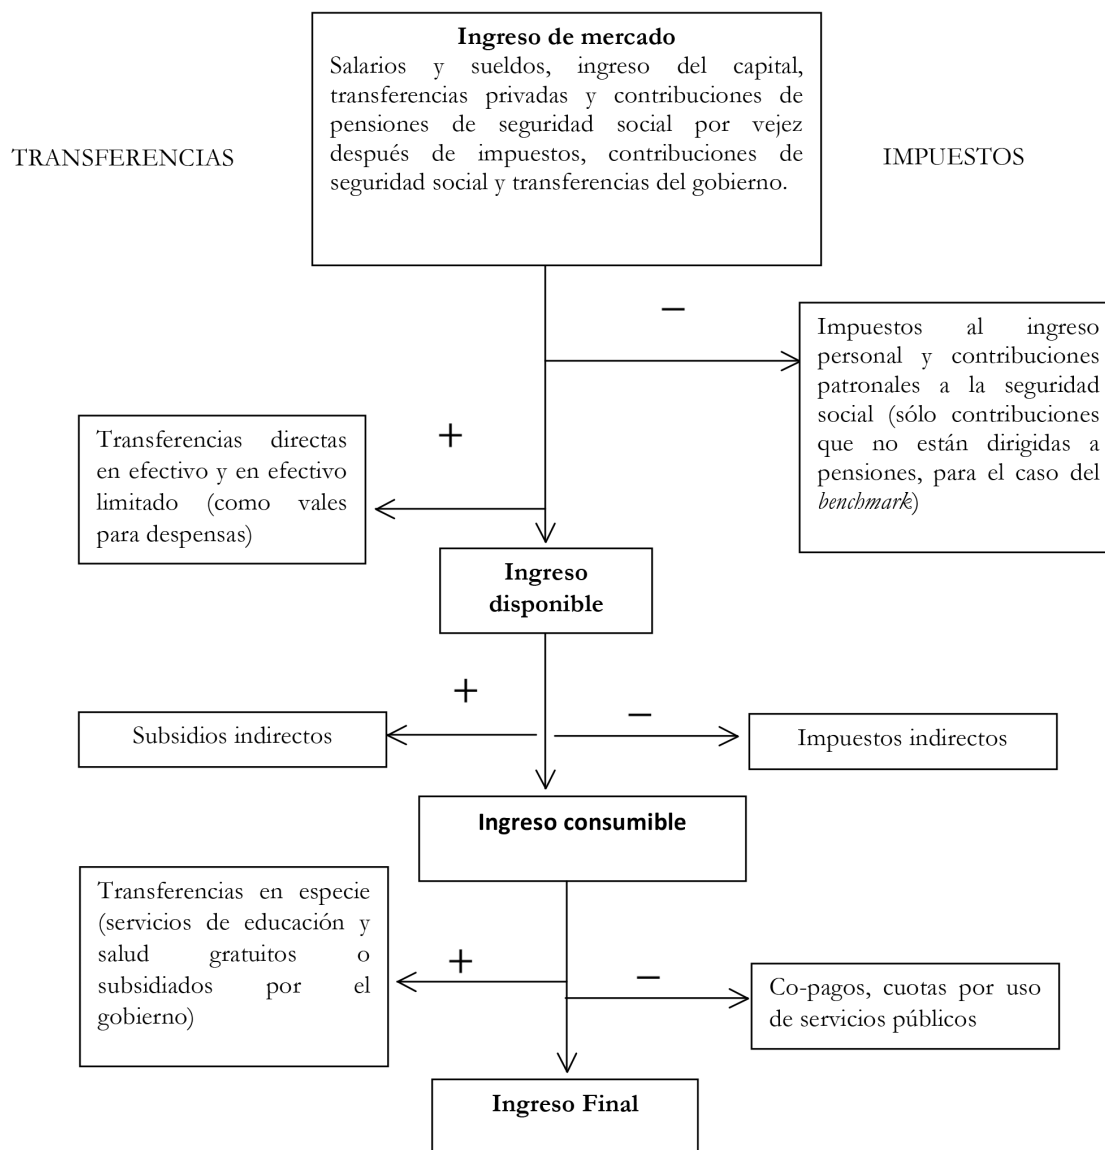 Ingreso de mercado
Salarios y sueldos, ingreso del capital,
transferencias privadas y contribuciones de
pensiones de seguridad social por vejez
después de impuestos, contribuciones de
seguridad social y transferencias del gobierno.
TRANSFERENCIAS
IMPUESTOS
−
Impuestos al ingreso
personal y contribuciones
patronales a la seguridad
social (sólo contribuciones
que no están dirigidas a
pensiones, para el caso del
benchmark)
+
Transferencias directas
en efectivo y en efectivo
limitado (como vales
para despensas)
Ingreso
disponible
+
−
Subsidios indirectos
Impuestos indirectos
Ingreso consumible
Transferencias en especie
(servicios de educación y
salud gratuitos o
subsidiados por el
gobierno)
+
−
Co-pagos, cuotas por uso
de servicios públicos
Ingreso Final